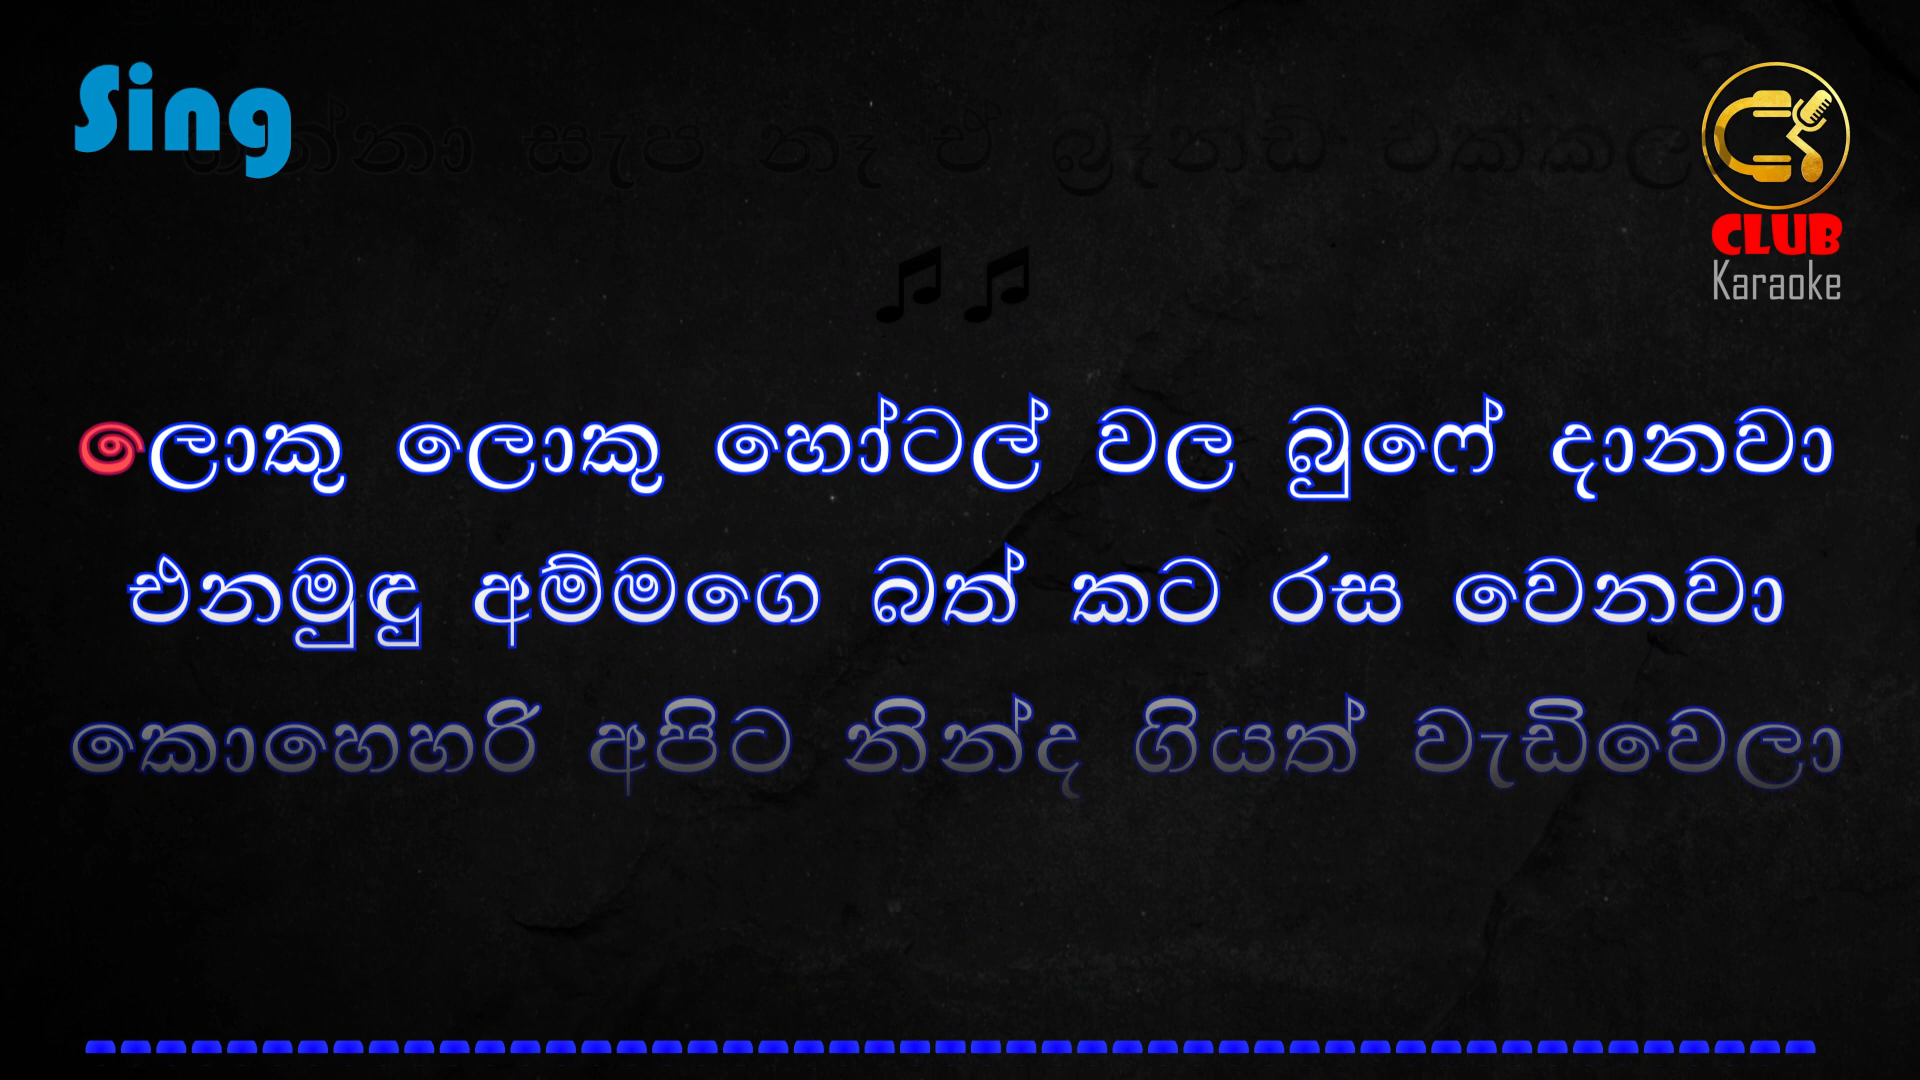 Sing
සැප නෑ ඒ
CLUB
Karaoke
ලොකු ලොකු හෝටල් වල බුෆේ දානවා
එනමුඳු අම්මගෙ බත් කට රස වෙනවා
කොහෙහරි අපිට නින්ද ගියත් වැඩිවෙලා